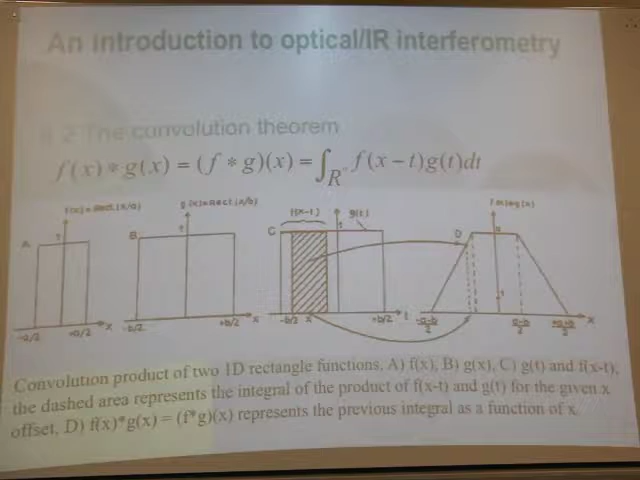 An introduction to optical/IR interferometry
2 The convolution theorem
f(x) * g(x) = (f * g)(x) = ∫R f(x − t)g(t)dt
f(x)=Rect(x/a)
g(x)=Rect(x/b)
f(x-t) g(t)
f(x)*g(x)
A 1 -a/2 +a/2 x
B 1 -b/2 +b/2 x
C 1 -b/2 x +b/2 t
D a 1 x
Convolution product of two 1D rectangle functions. A) f(x), B) g(x), C) g(t) and f(x-t),
the dashed area represents the integral of the product of f(x-t) and g(t) for the given x
offset, D) f(x)*g(x) = (f*g)(x) represents the previous integral as a function of x.